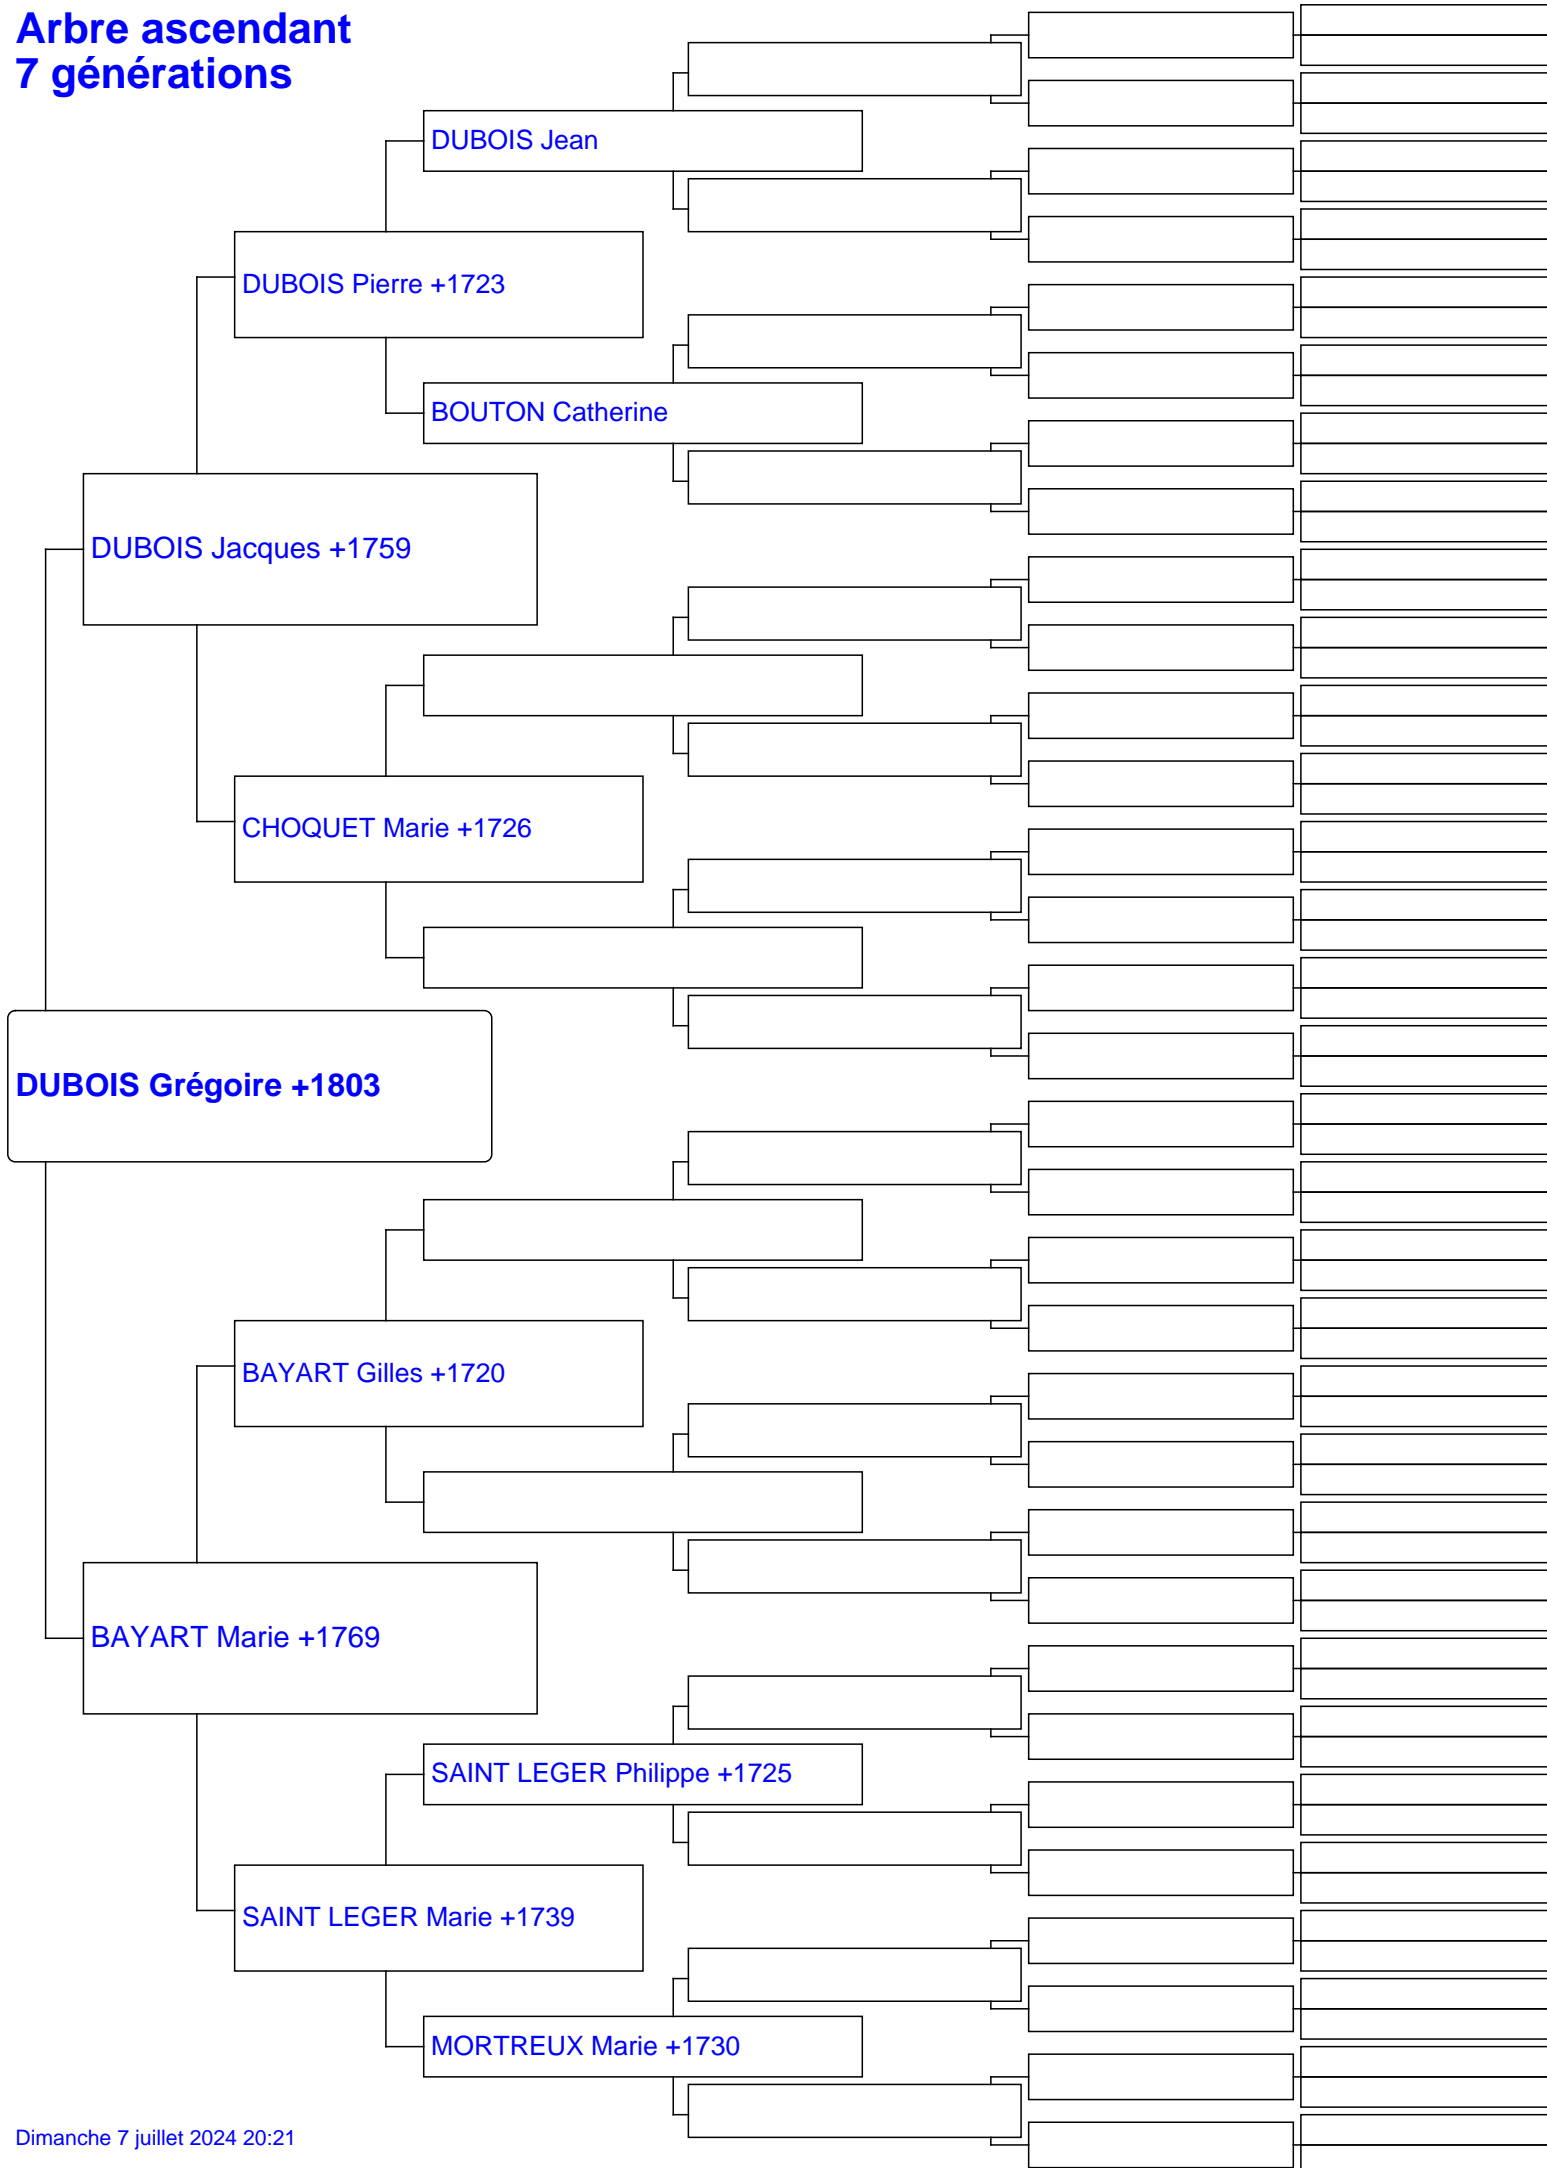 Arbre ascendant
7 générations
DUBOIS Jean
DUBOIS Pierre +1723
BOUTON Catherine
DUBOIS Jacques +1759
CHOQUET Marie +1726
DUBOIS Grégoire +1803
BAYART Gilles +1720
BAYART Marie +1769
SAINT LEGER Philippe +1725
SAINT LEGER Marie +1739
MORTREUX Marie +1730
Dimanche 7 juillet 2024 20:21